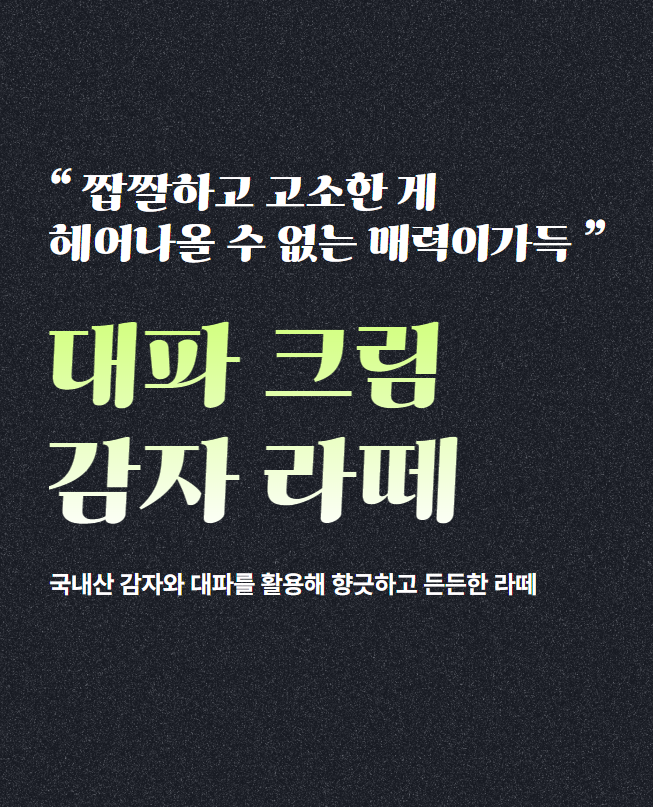 “ 짭짤하고 고소한 게
헤어나올 수 없는 매력이가득 ”
대파 크림
감자 라떼
국내산 감자와 대파를 활용해 향긋하고 든든한 라떼